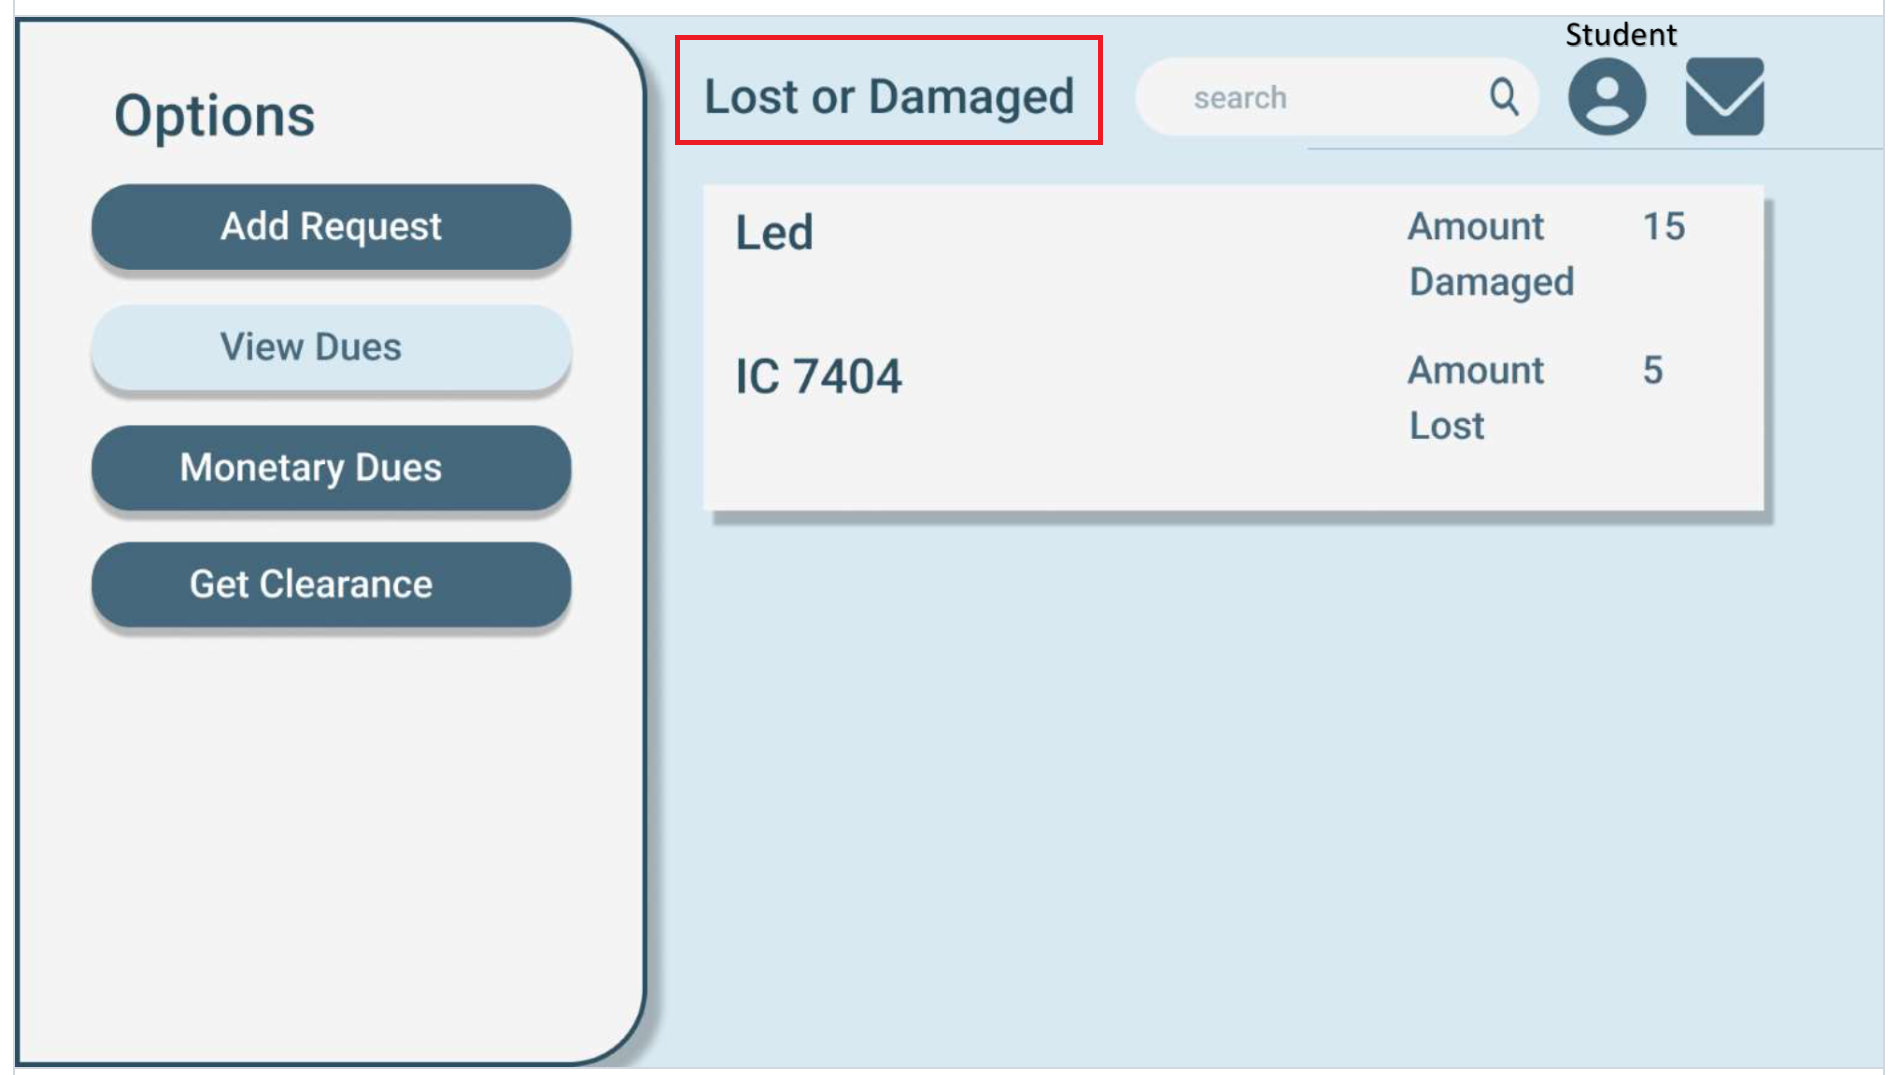 Student
Options
Lost or Damaged
search
Add Request
View Dues
Monetary Dues
Get Clearance
Led
Amount 15
Damaged
IC 7404
Amount 5
Lost